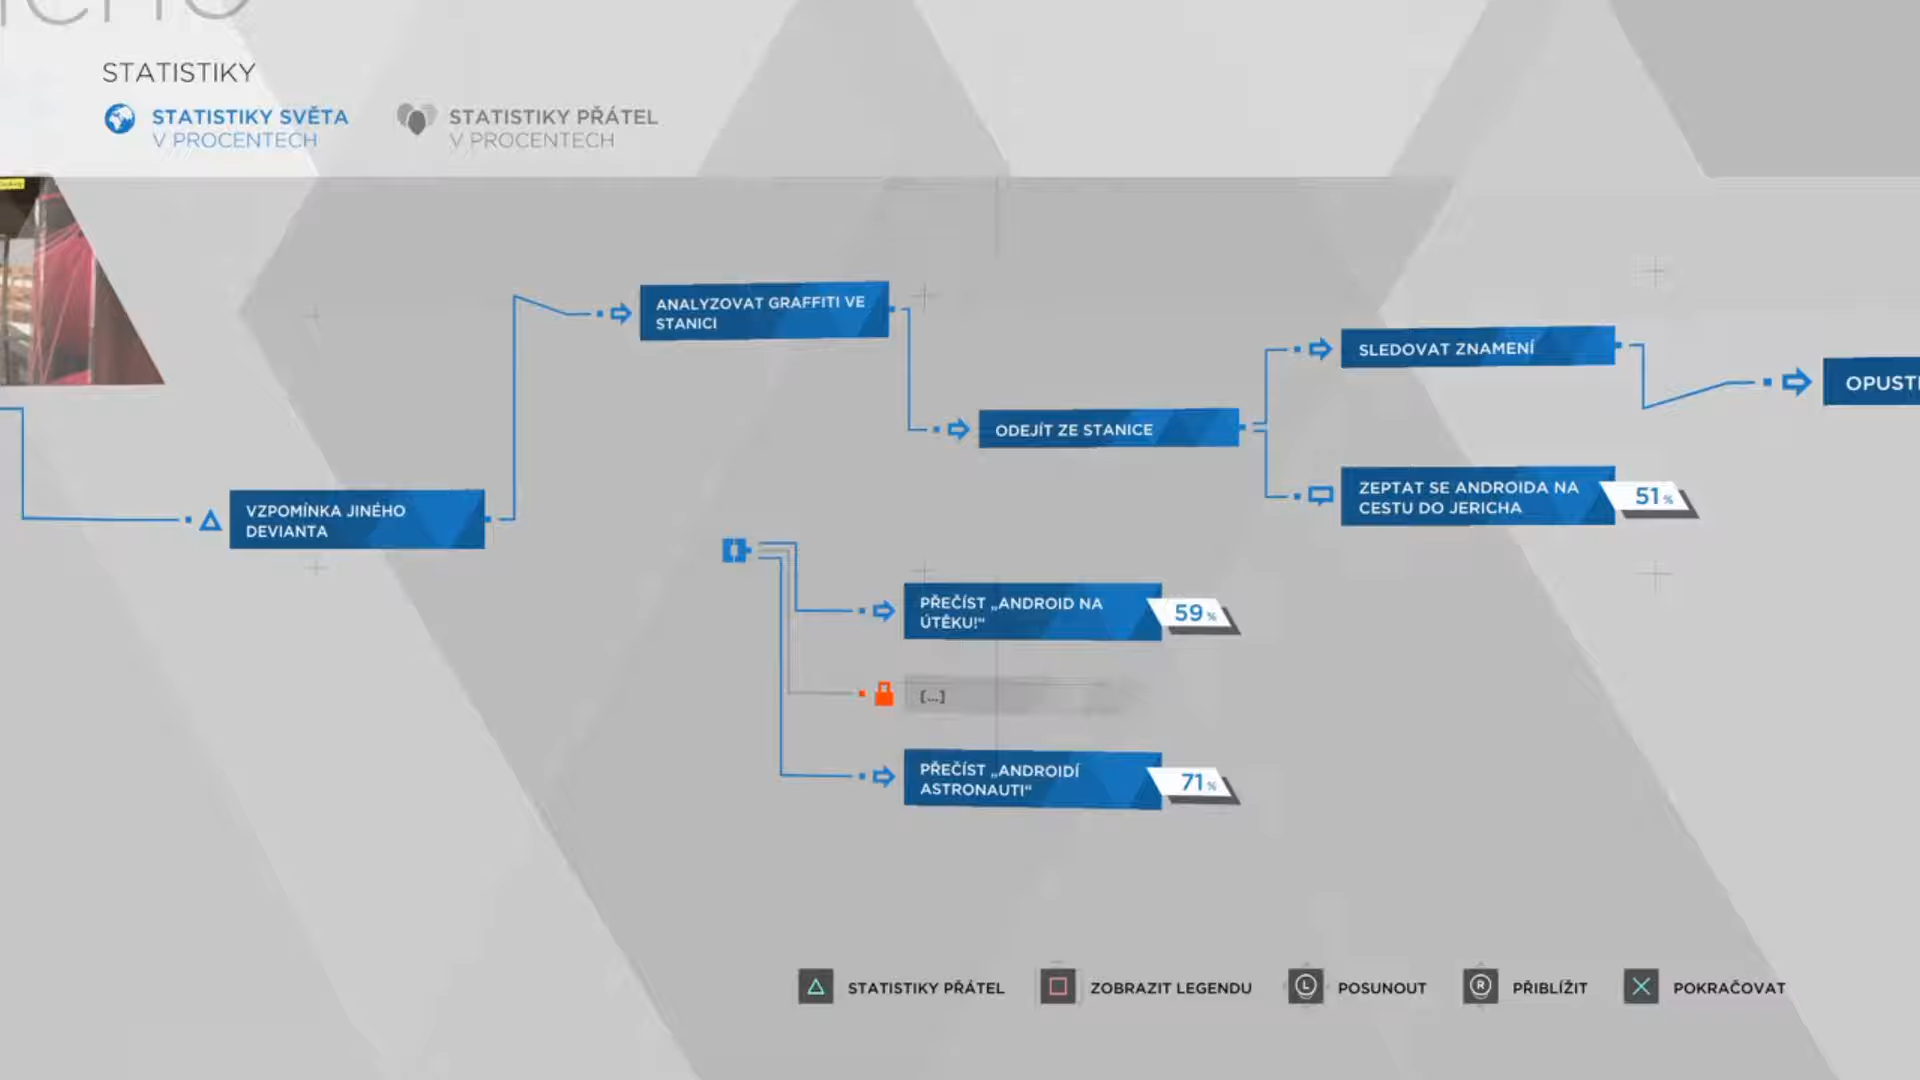 STATISTIKY
STATISTIKY SVĚTA
V PROCENTECH
STATISTIKY PŘÁTEL
V PROCENTECH
ANALYZOVAT GRAFFITI VE
STANICI
SLEDOVAT ZNAMENÍ
OPUSTI
ODEJÍT ZE STANICE
VZPOMÍNKA JINÉHO
DEVIANTA
ZEPTAT SE ANDROIDA NA
CESTU DO JERICHA
51 %
PŘEČÍST „ANDROID NA
ÚTĚKU!“
59 %
[...]
PŘEČÍST „ANDROIDÍ
ASTRONAUTI“
71 %
STATISTIKY PŘÁTEL
ZOBRAZIT LEGENDU
L
POSUNOUT
R
PŘIBLÍŽIT
POKRAČOVAT